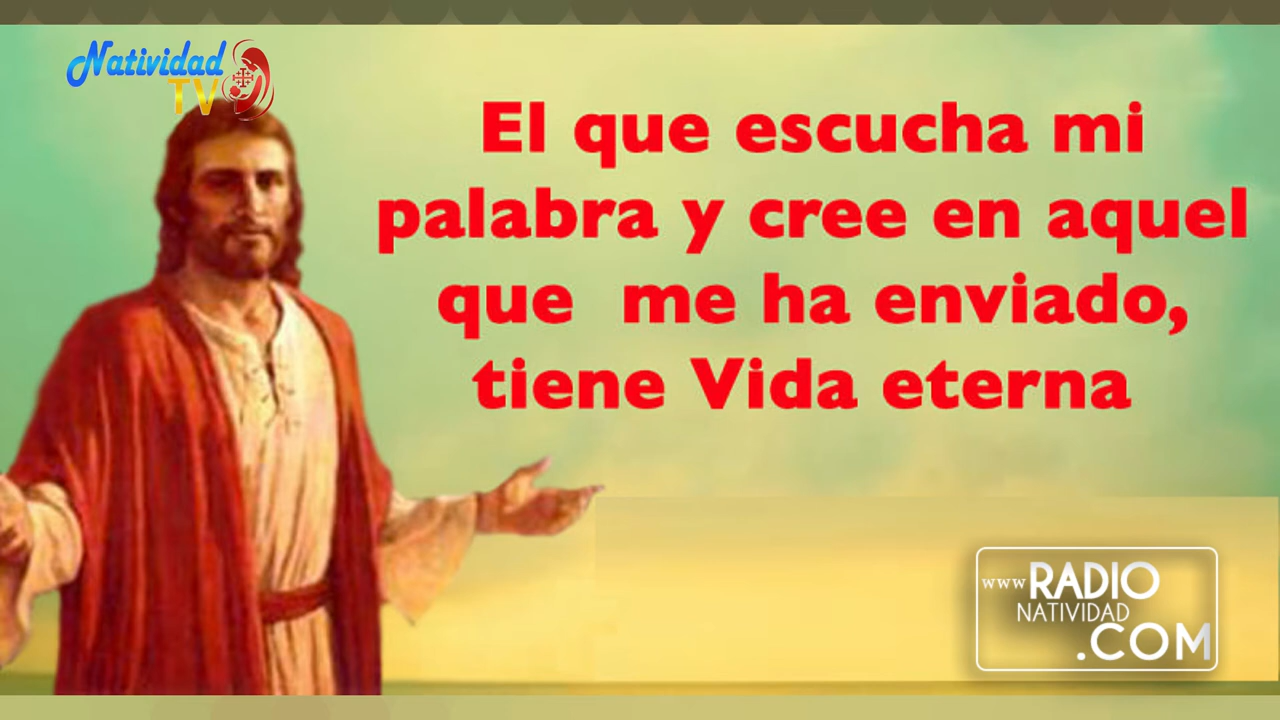 Natividad
TV
El que escucha mi
palabra y cree en aquel
que  me ha enviado,
tiene Vida eterna
www RADIO
NATIVIDAD
.COM